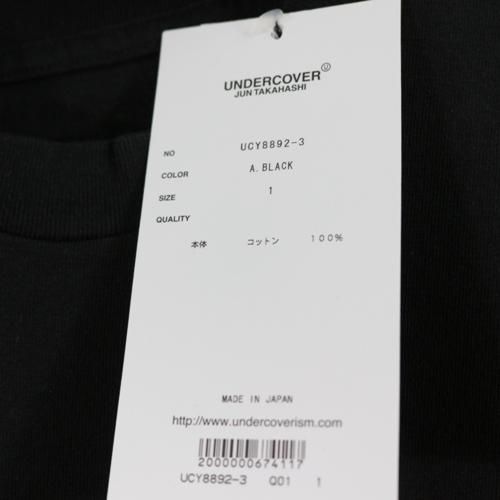 UNDERCOVER Ⓤ
JUN TAKAHASHI
NO UCY8892-3
COLOR A.BLACK
SIZE 1
QUALITY
本体 コットン 100%
MADE IN JAPAN
http://www.undercoverism.com
2000000674117
UCY8892-3 Q01 1